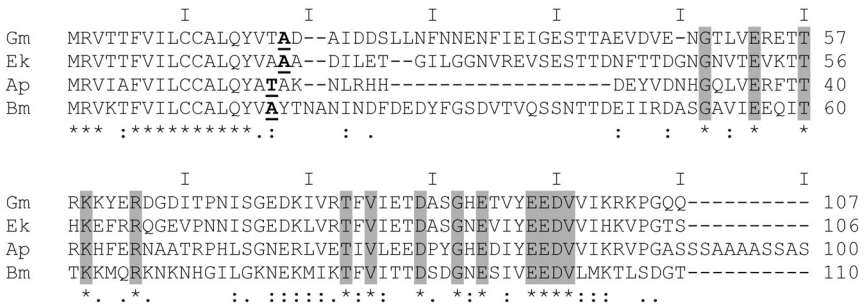 I I I I I I
Gm MRVTTFVILCCALQYVTAD--AIDDSLLNFNNENFIEIGESTTAEVDVE-NGTLVERETT 57
Ek MRVTTFVILCCALQYVAAA--DILET--GILGGNVREVSESTTDNFTTDGNGNVTEVKTT 56
Ap MRVIAFVILCCALQYATAK--NLRHH------------------DEYVDNHGQLVERFTT 40
Bm MRVKTFVILCCALQYVAYTNANINDFDEDYFGSDVTVQSSNTTDEIIRDASGAVIEEQIT 60
*** :**********.: : . : : * * *
I I I I I I
Gm RKKYERDGDITPNISGEDKIVRTFVIETDASGHETVYEEDVVIKRKPGQQ---------- 106
Ek HKEFRRQGEVPNNISGEDKLVRTFVIETDASGHETVYEEDVVIHKVPGTS---------- 107
Ap RKHFERNAATRPHLSGNERLVETIVLEEDPYGHEDIYEEDVVIKRVPGASSSAAAASSAS 100
Bm TKKMQRKNKNHGILGKNEKMIKTFVITTDSDGNESIVEEDVLMKTLSDGT---------- 110
*. *. :. ::::*:*: * *:*.: ****::: ..